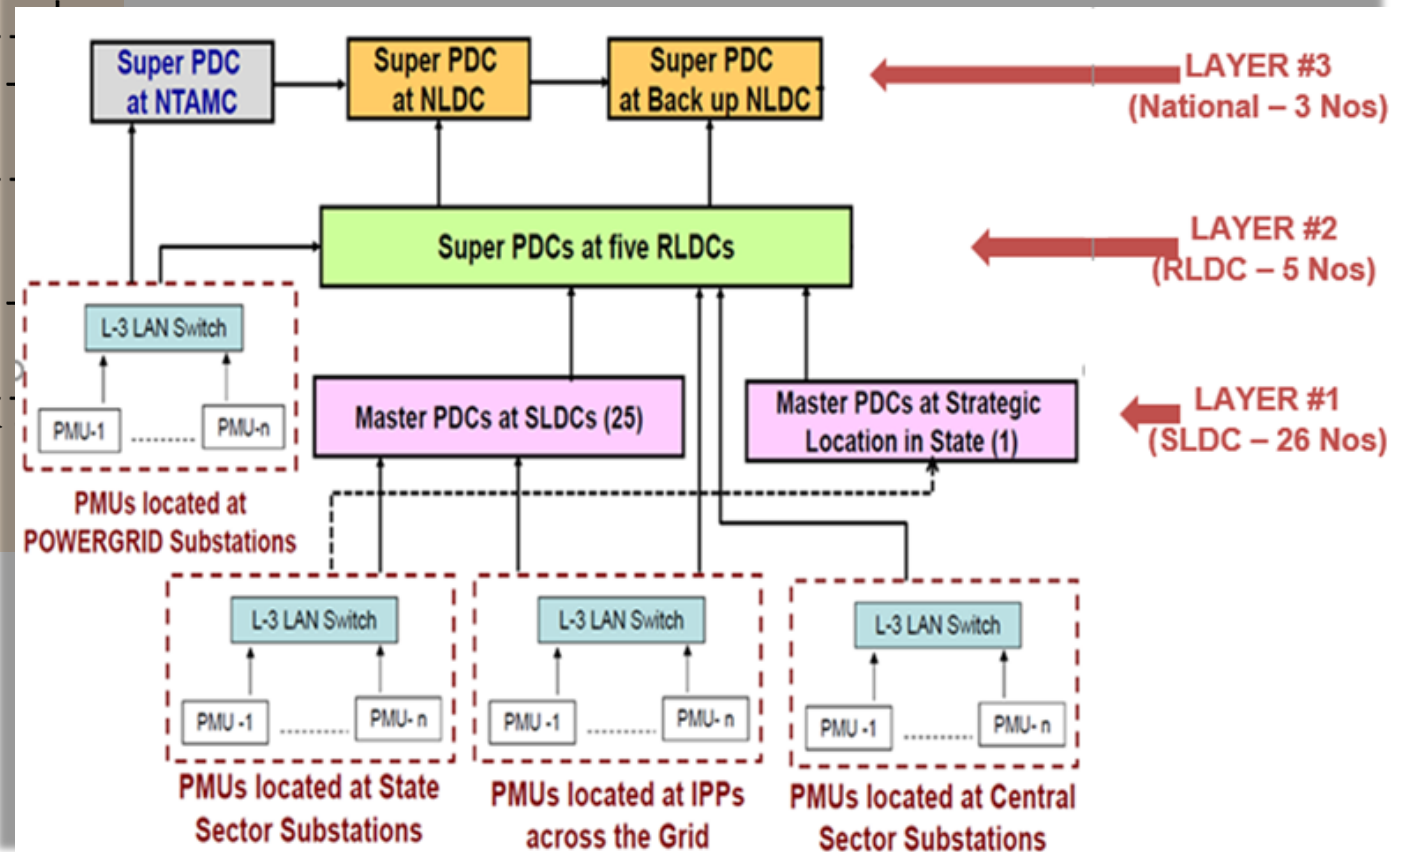 Super PDC
at NTAMC
Super PDC
at NLDC
Super PDC
at Back up NLDC
LAYER #3
(National – 3 Nos)
Super PDCs at five RLDCs
LAYER #2
(RLDC – 5 Nos)
L-3 LAN Switch
PMU-1
PMU-n
PMUs located at
POWERGRID Substations
Master PDCs at SLDCs (25)
Master PDCs at Strategic
Location in State (1)
LAYER #1
(SLDC – 26 Nos)
L-3 LAN Switch
PMU -1
PMU- n
PMUs located at State
Sector Substations
L-3 LAN Switch
PMU -1
PMU- n
PMUs located at IPPs
across the Grid
L-3 LAN Switch
PMU -1
PMU- n
PMUs located at Central
Sector Substations